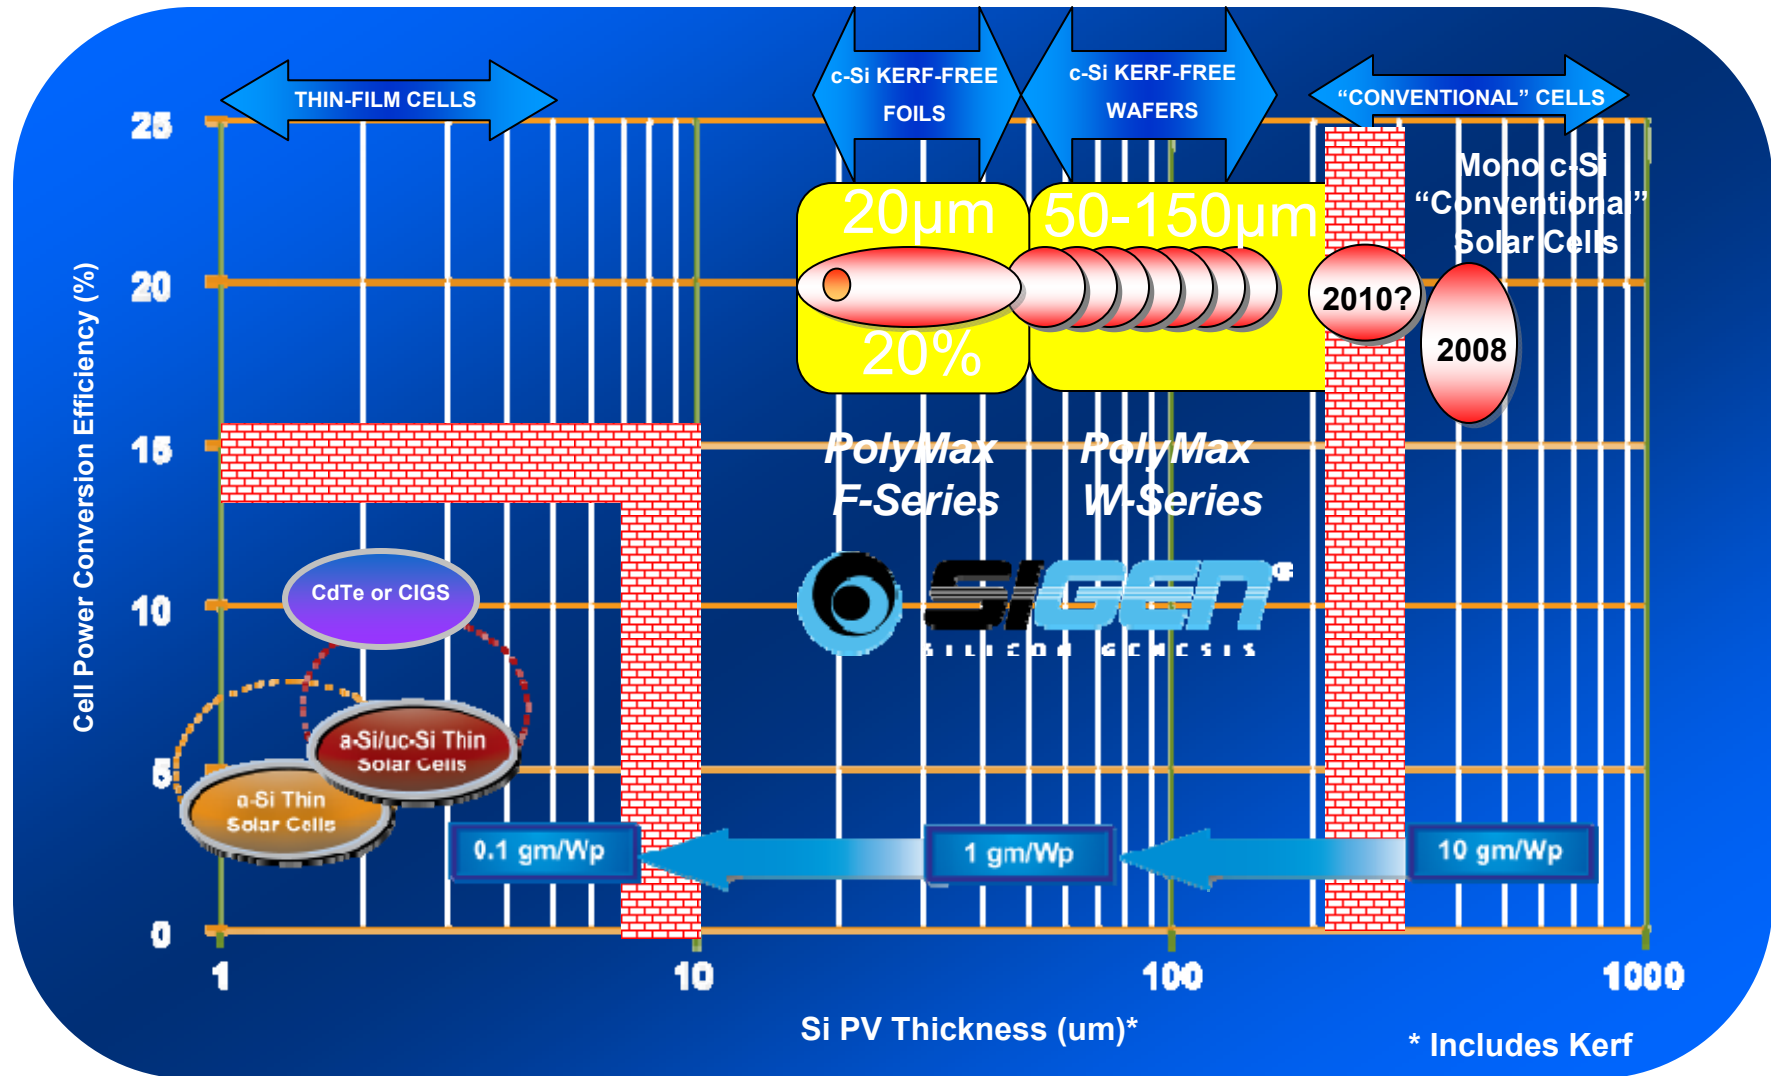 THIN-FILM CELLS
c-Si KERF-FREE
FOILS
c-Si KERF-FREE
WAFERS
“CONVENTIONAL” CELLS
25
20
15
10
5
0
Cell Power Conversion Efficiency (%)
Mono c-Si
“Conventional”
Solar Cells
20µm
20%
50-150µm
2010?
2008
PolyMax
F-Series
PolyMax
W-Series
SIGEN®
SILICON GENESIS
CdTe or CIGS
a-Si/uc-Si Thin
Solar Cells
a-Si Thin
Solar Cells
0.1 gm/Wp
1 gm/Wp
10 gm/Wp
1
10
100
1000
Si PV Thickness (um)*
* Includes Kerf